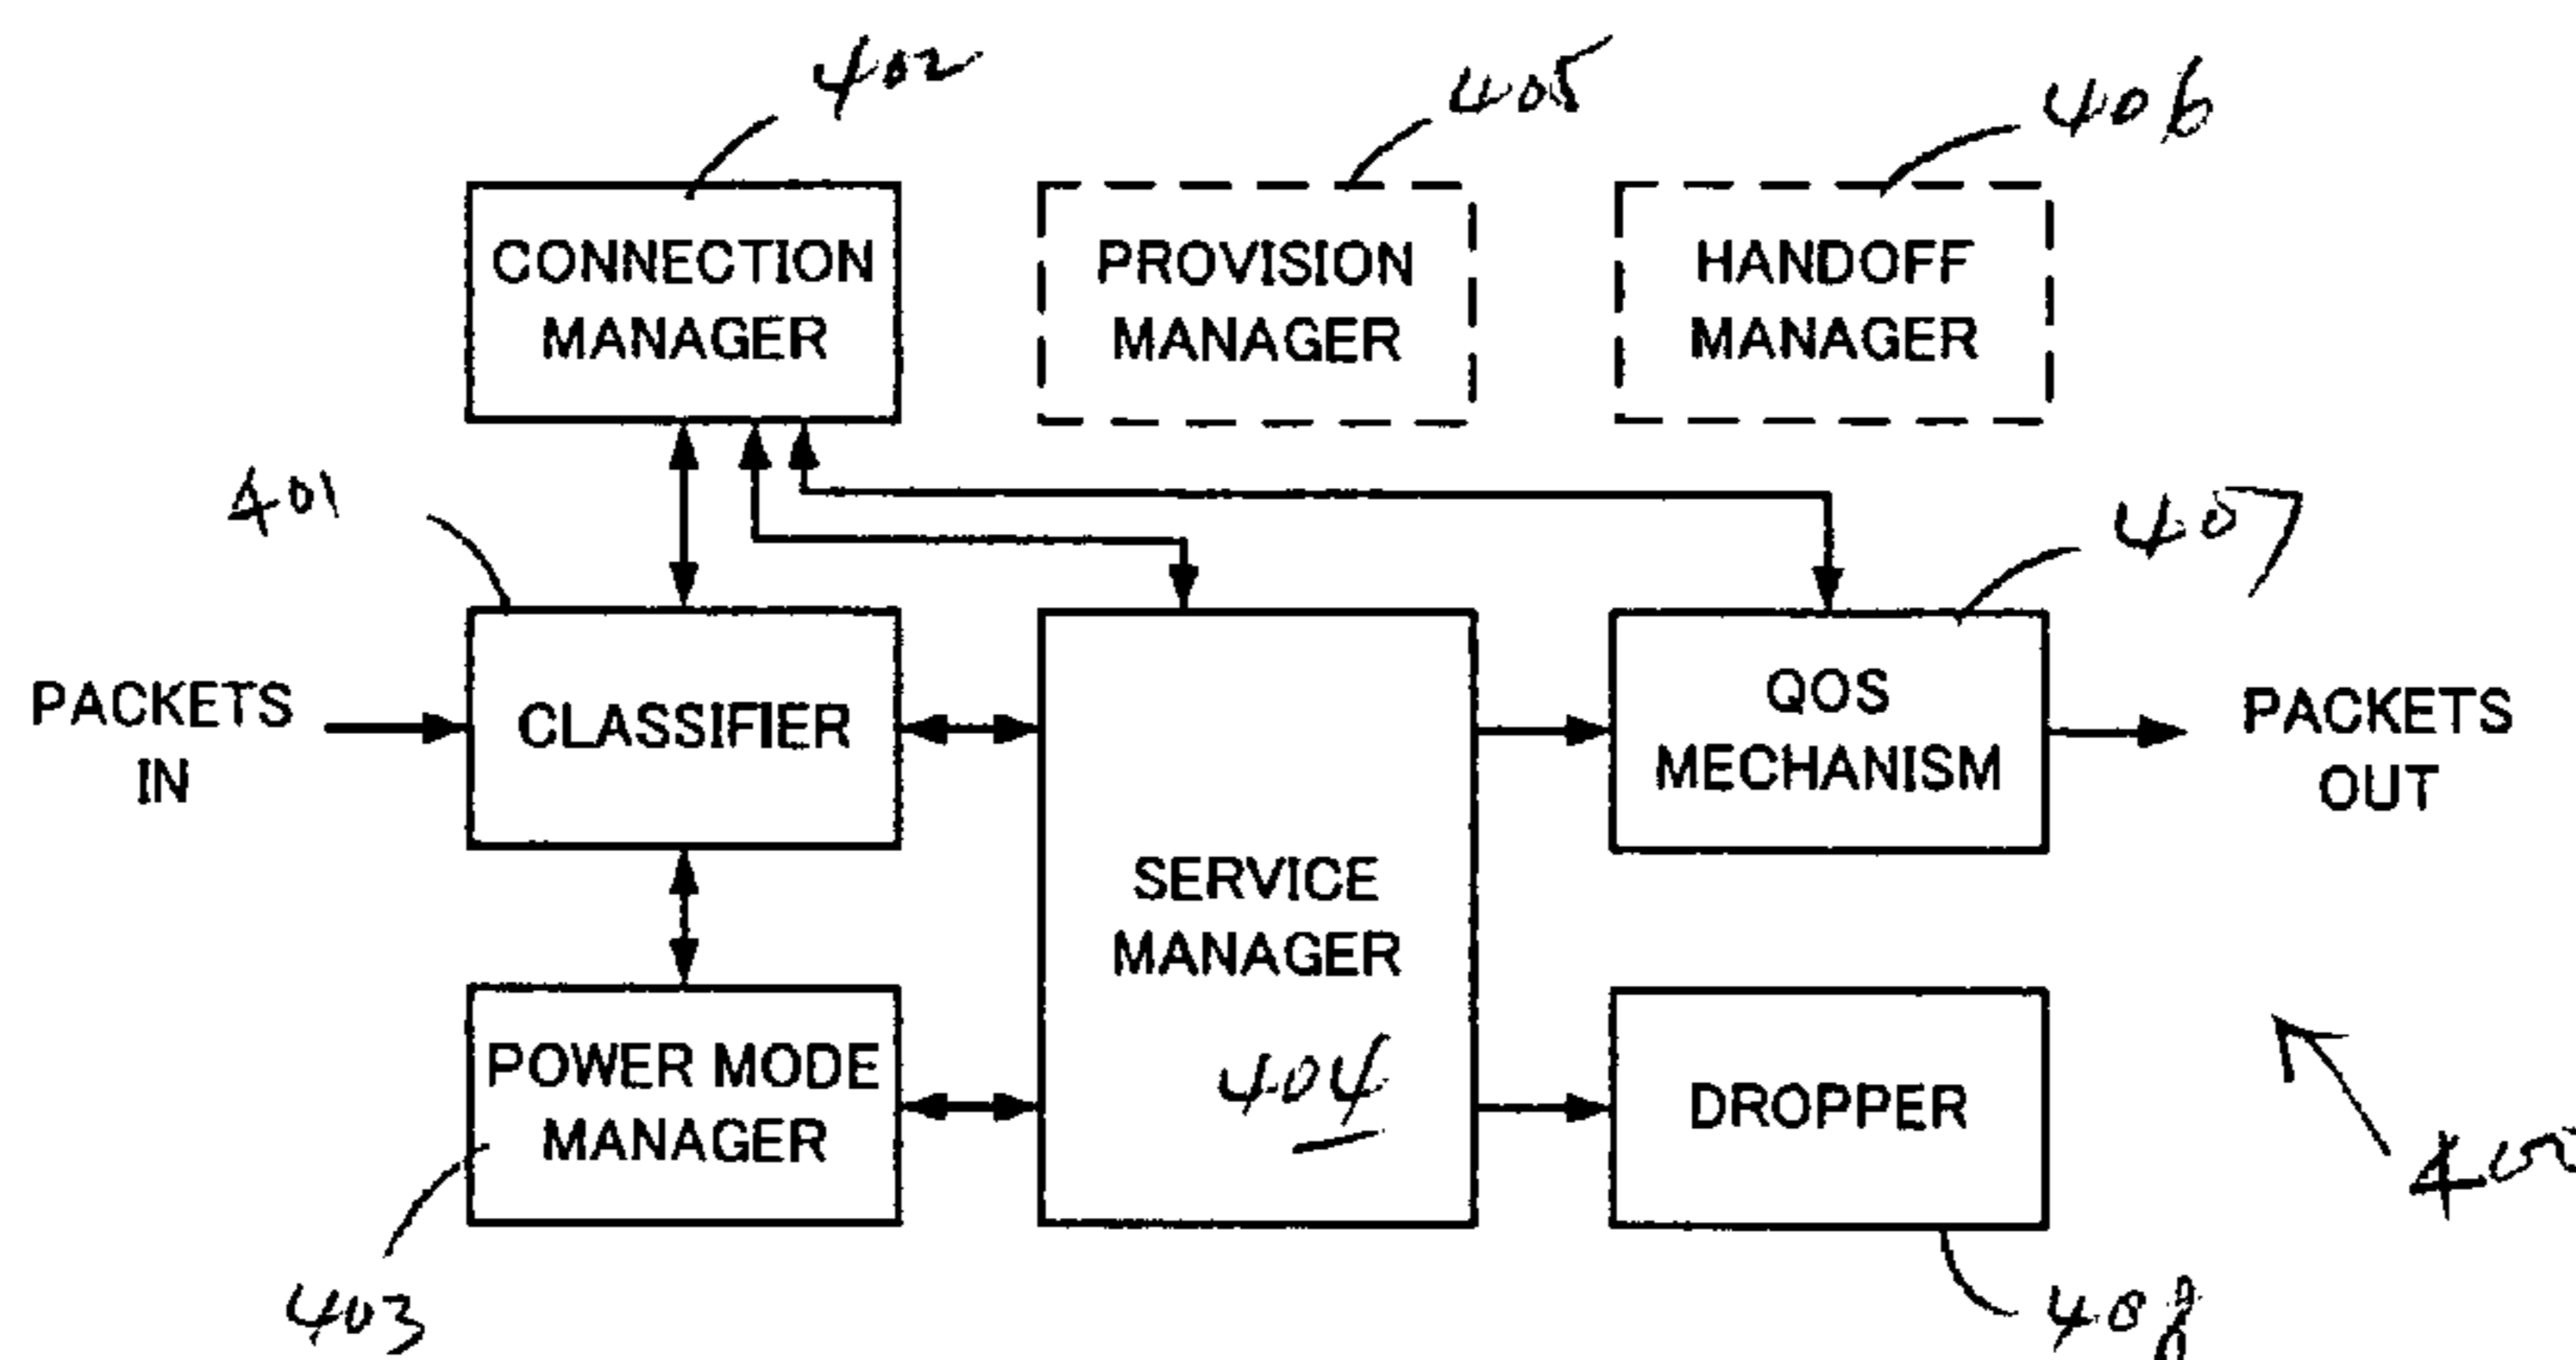 402
405
406
CONNECTION
MANAGER
PROVISION
MANAGER
HANDOFF
MANAGER
401
407
PACKETS
IN
CLASSIFIER
QOS
MECHANISM
PACKETS
OUT
SERVICE
MANAGER
404
POWER MODE
MANAGER
DROPPER
400
403
408